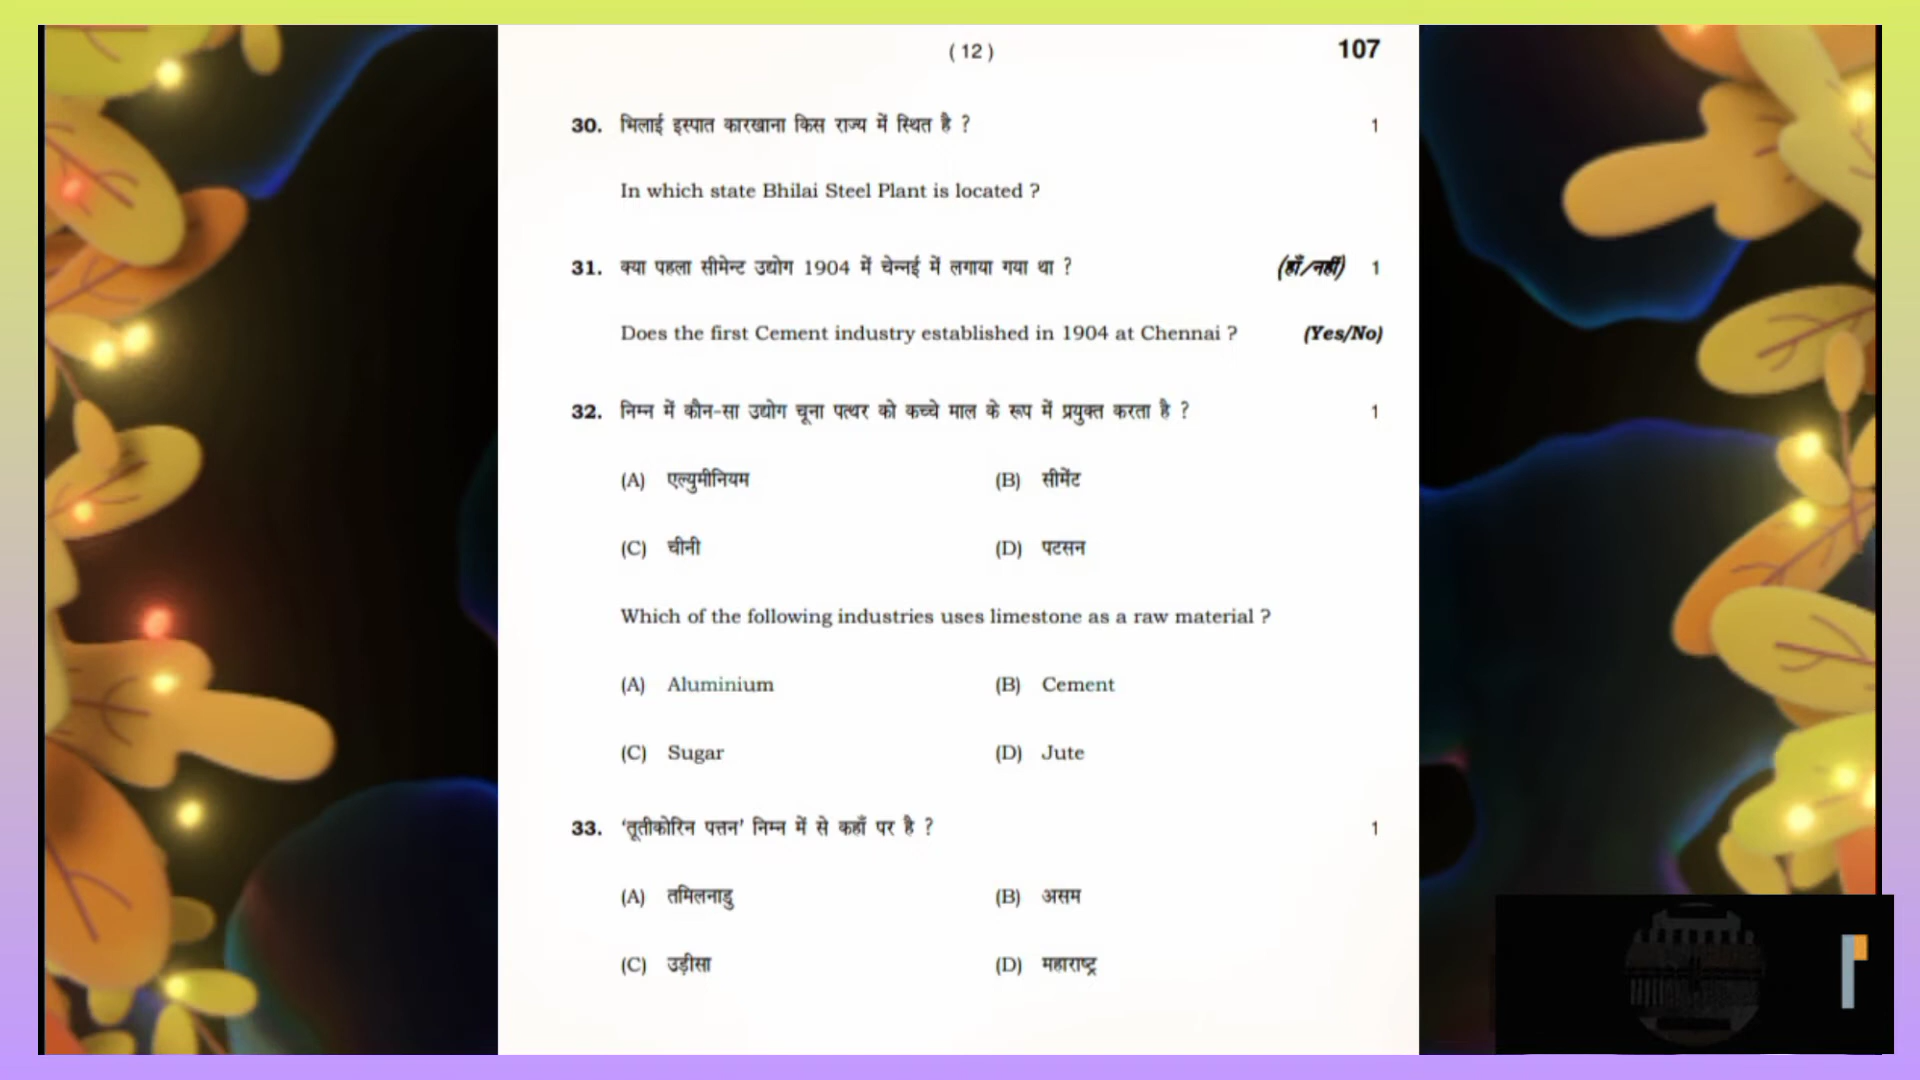 ( 12 )
107
30. भिलाई इस्पात कारखाना किस राज्य में स्थित है ? 1
In which state Bhilai Steel Plant is located ?
31. क्या पहला सीमेन्ट उद्योग 1904 में चेन्नई में लगाया गया था ? (हाँ/नहीं) 1
Does the first Cement industry established in 1904 at Chennai ? (Yes/No)
32. निम्न में कौन-सा उद्योग चूना पत्थर को कच्चे माल के रूप में प्रयुक्त करता है ? 1
(A) एल्युमीनियम (B) सीमेंट
(C) चीनी (D) पटसन
Which of the following industries uses limestone as a raw material ?
(A) Aluminium (B) Cement
(C) Sugar (D) Jute
33. ‘तूतीकोरिन पत्तन’ निम्न में से कहाँ पर है ? 1
(A) तमिलनाडु (B) असम
(C) उड़ीसा (D) महाराष्ट्र